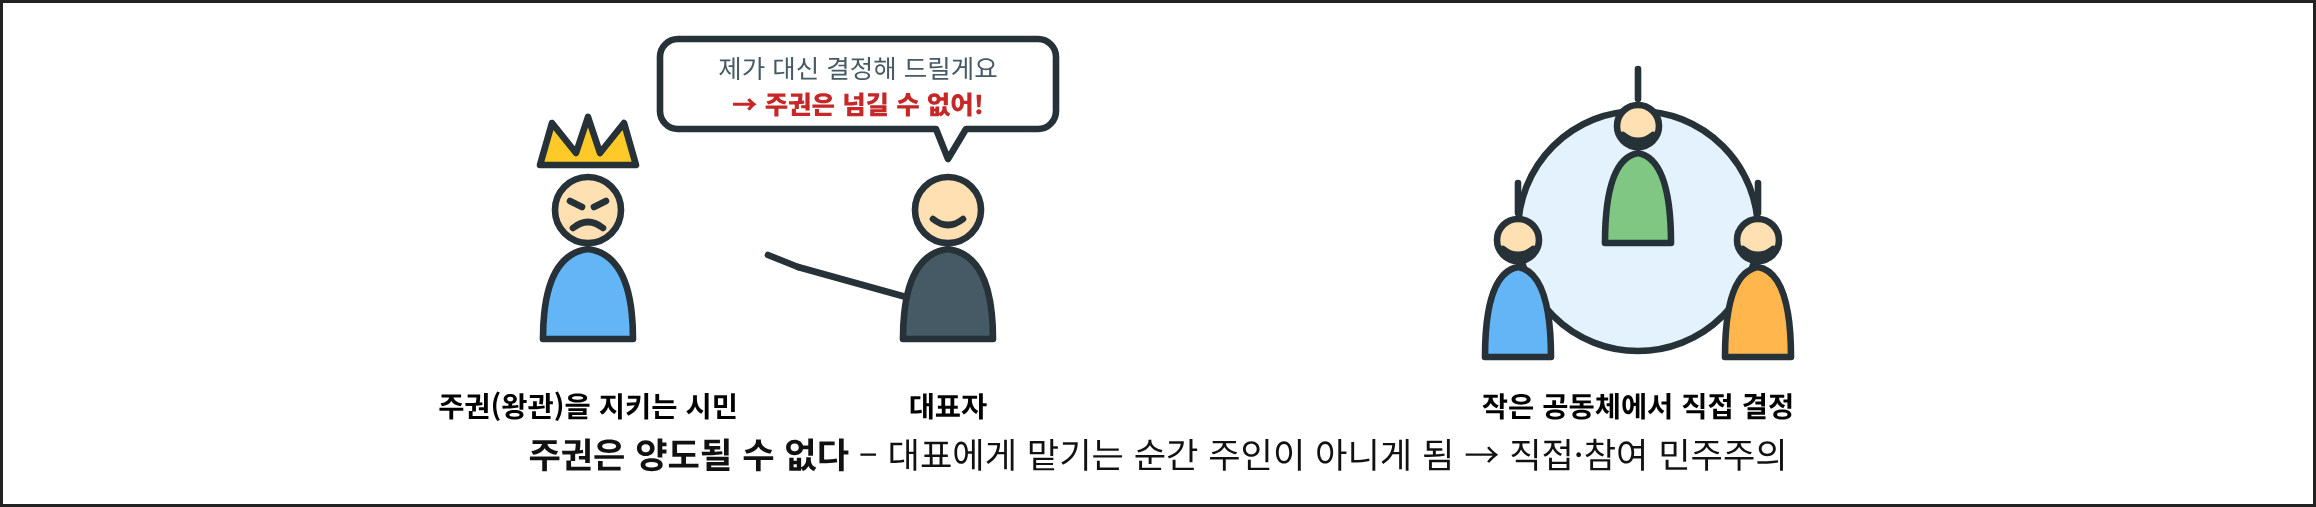 제가 대신 결정해 드릴게요
→ 주권은 넘길 수 없어!
주권(왕관)을 지키는 시민
대표자
작은 공동체에서 직접 결정
주권은 양도될 수 없다 – 대표에게 맡기는 순간 주인이 아니게 됨 → 직접·참여 민주주의